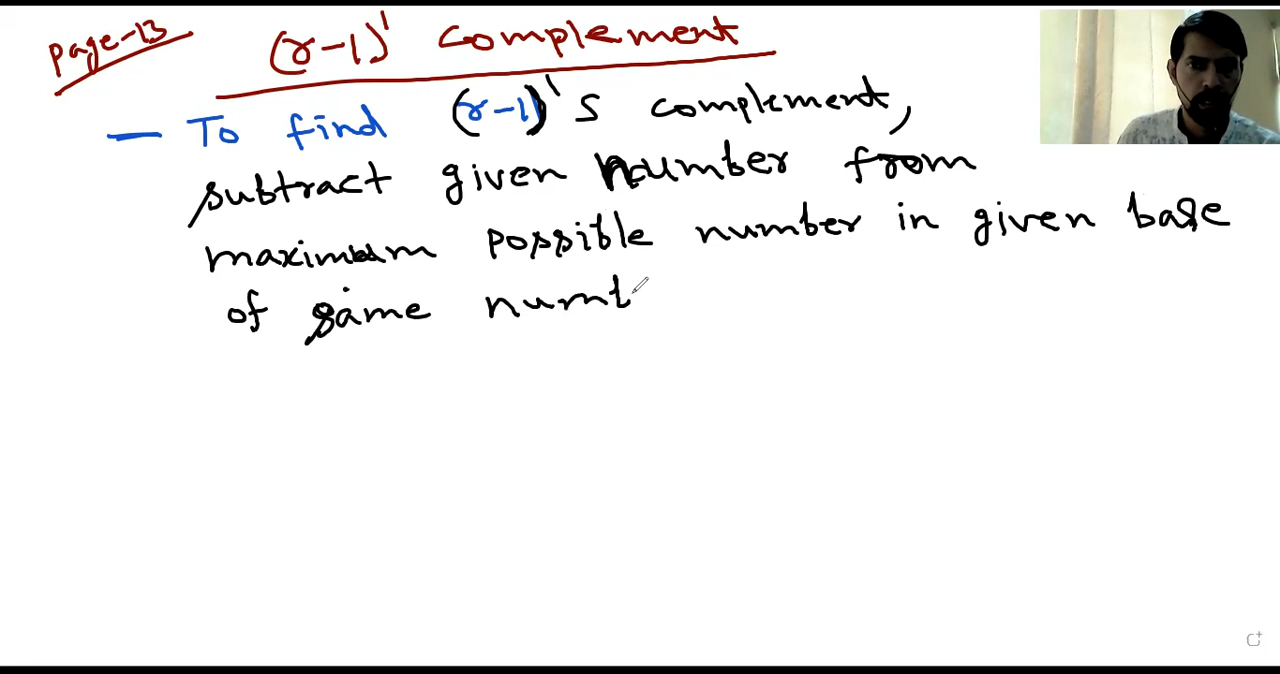 page-13
(r-1)' complement
— To find (r-1)'s complement,
subtract given number from
maximum possible number in given base
of same numb